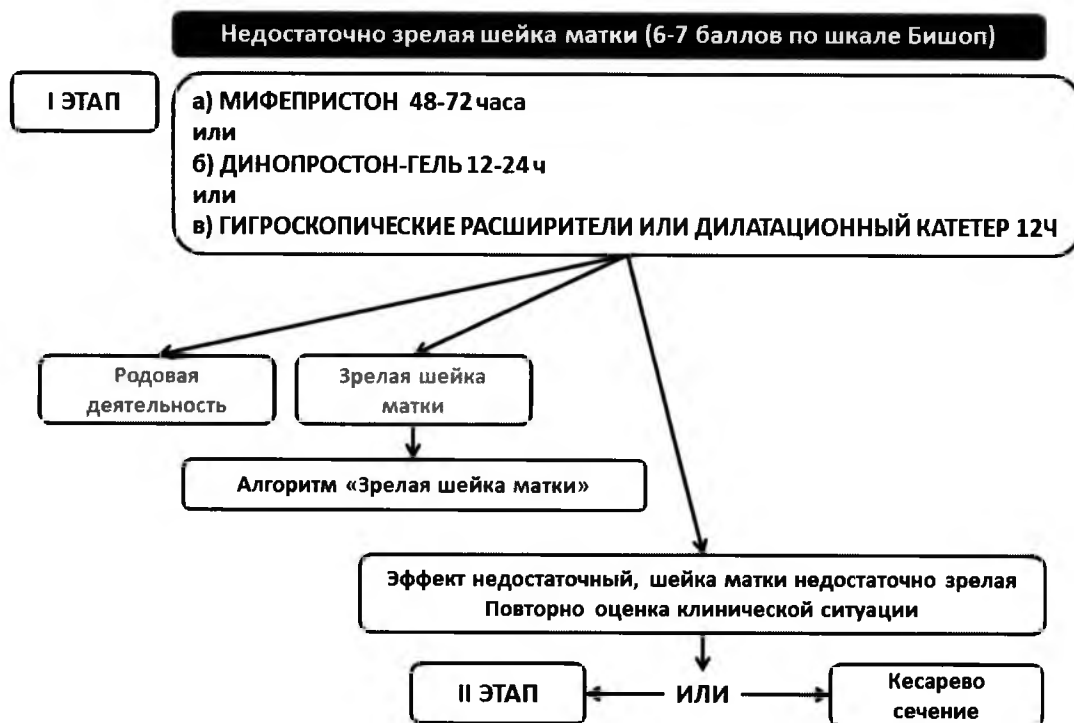 Недостаточно зрелая шейка матки (6-7 баллов по шкале Бишоп)
I ЭТАП
а) МИФЕПРИСТОН 48-72 часа
или
б) ДИНОПРОСТОН-ГЕЛЬ 12-24 ч
или
в) ГИГРОСКОПИЧЕСКИЕ РАСШИРИТЕЛИ ИЛИ ДИЛАТАЦИОННЫЙ КАТЕТЕР 12Ч
Родовая
деятельность
Зрелая шейка
матки
Алгоритм «Зрелая шейка матки»
Эффект недостаточный, шейка матки недостаточно зрелая
Повторно оценка клинической ситуации
II ЭТАП
ИЛИ
Кесарево
сечение